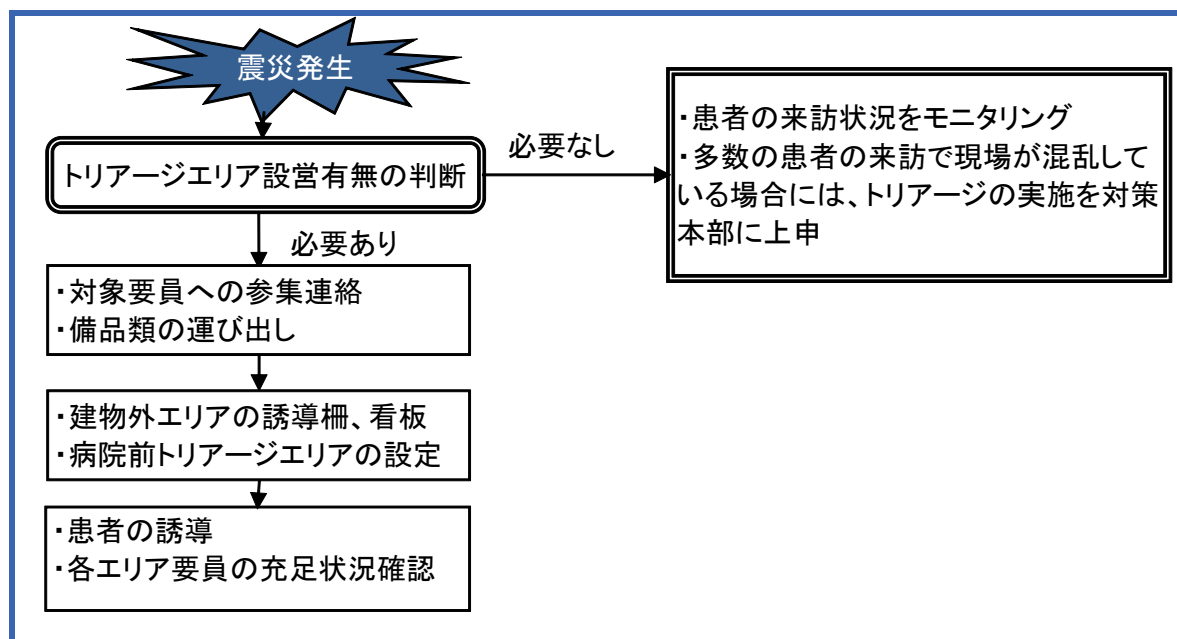 震災発生
トリアージエリア設営有無の判断
必要なし
・患者の来訪状況をモニタリング
・多数の患者の来訪で現場が混乱して
いる場合には、トリアージの実施を対策
本部に上申
必要あり
・対象要員への参集連絡
・備品類の運び出し
・建物外エリアの誘導柵、看板
・病院前トリアージエリアの設定
・患者の誘導
・各エリア要員の充足状況確認